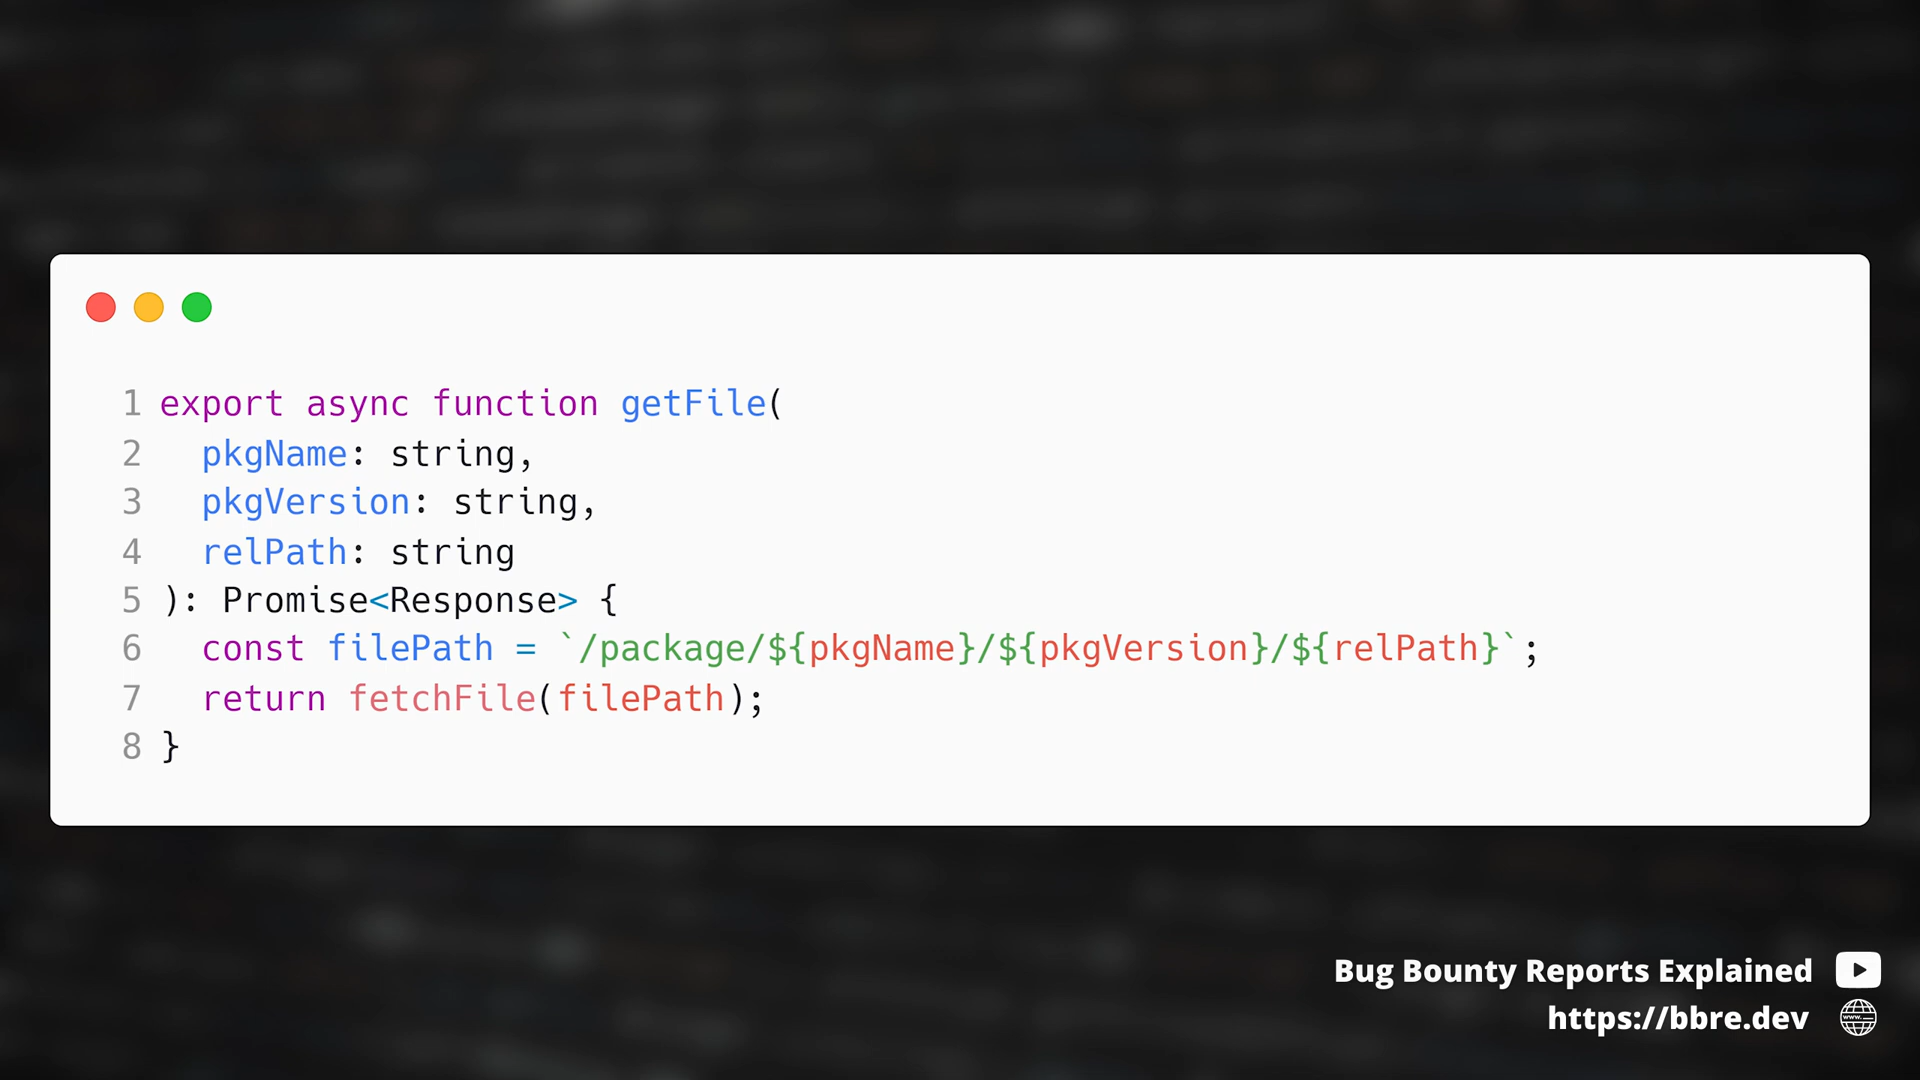 1 export async function getFile(
2   pkgName: string,
3   pkgVersion: string,
4   relPath: string
5 ): Promise<Response> {
6   const filePath = `/package/${pkgName}/${pkgVersion}/${relPath}`;
7   return fetchFile(filePath);
8 }
Bug Bounty Reports Explained
https://bbre.dev